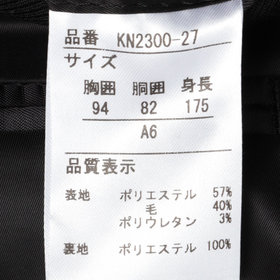 品番 KN2300-27
サイズ
胸囲 胴囲 身長
94 82 175
A6
品質表示
表地 ポリエステル 57%
毛 40%
ポリウレタン 3%
裏地 ポリエステル 100%